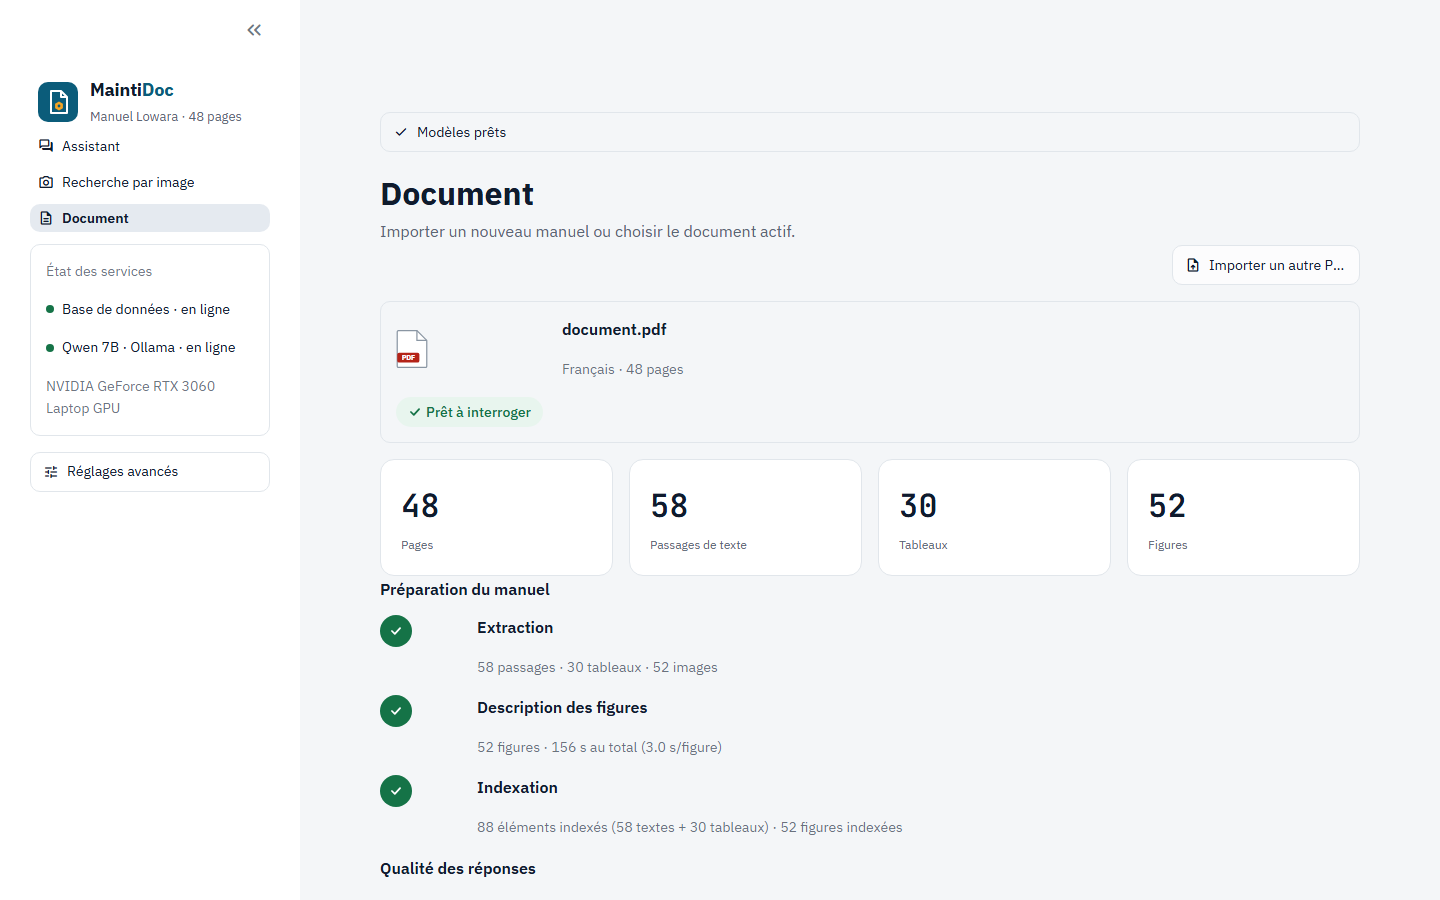 MaintiDoc
Manuel Lowara · 48 pages
Assistant
Recherche par image
Document
État des services
Base de données · en ligne
Qwen 7B · Ollama · en ligne
NVIDIA GeForce RTX 3060
Laptop GPU
Réglages avancés
Modèles prêts
Document
Importer un nouveau manuel ou choisir le document actif.
Importer un autre P...
PDF
document.pdf
Français · 48 pages
Prêt à interroger
48
Pages
58
Passages de texte
30
Tableaux
52
Figures
Préparation du manuel
Extraction
58 passages · 30 tableaux · 52 images
Description des figures
52 figures · 156 s au total (3.0 s/figure)
Indexation
88 éléments indexés (58 textes + 30 tableaux) · 52 figures indexées
Qualité des réponses